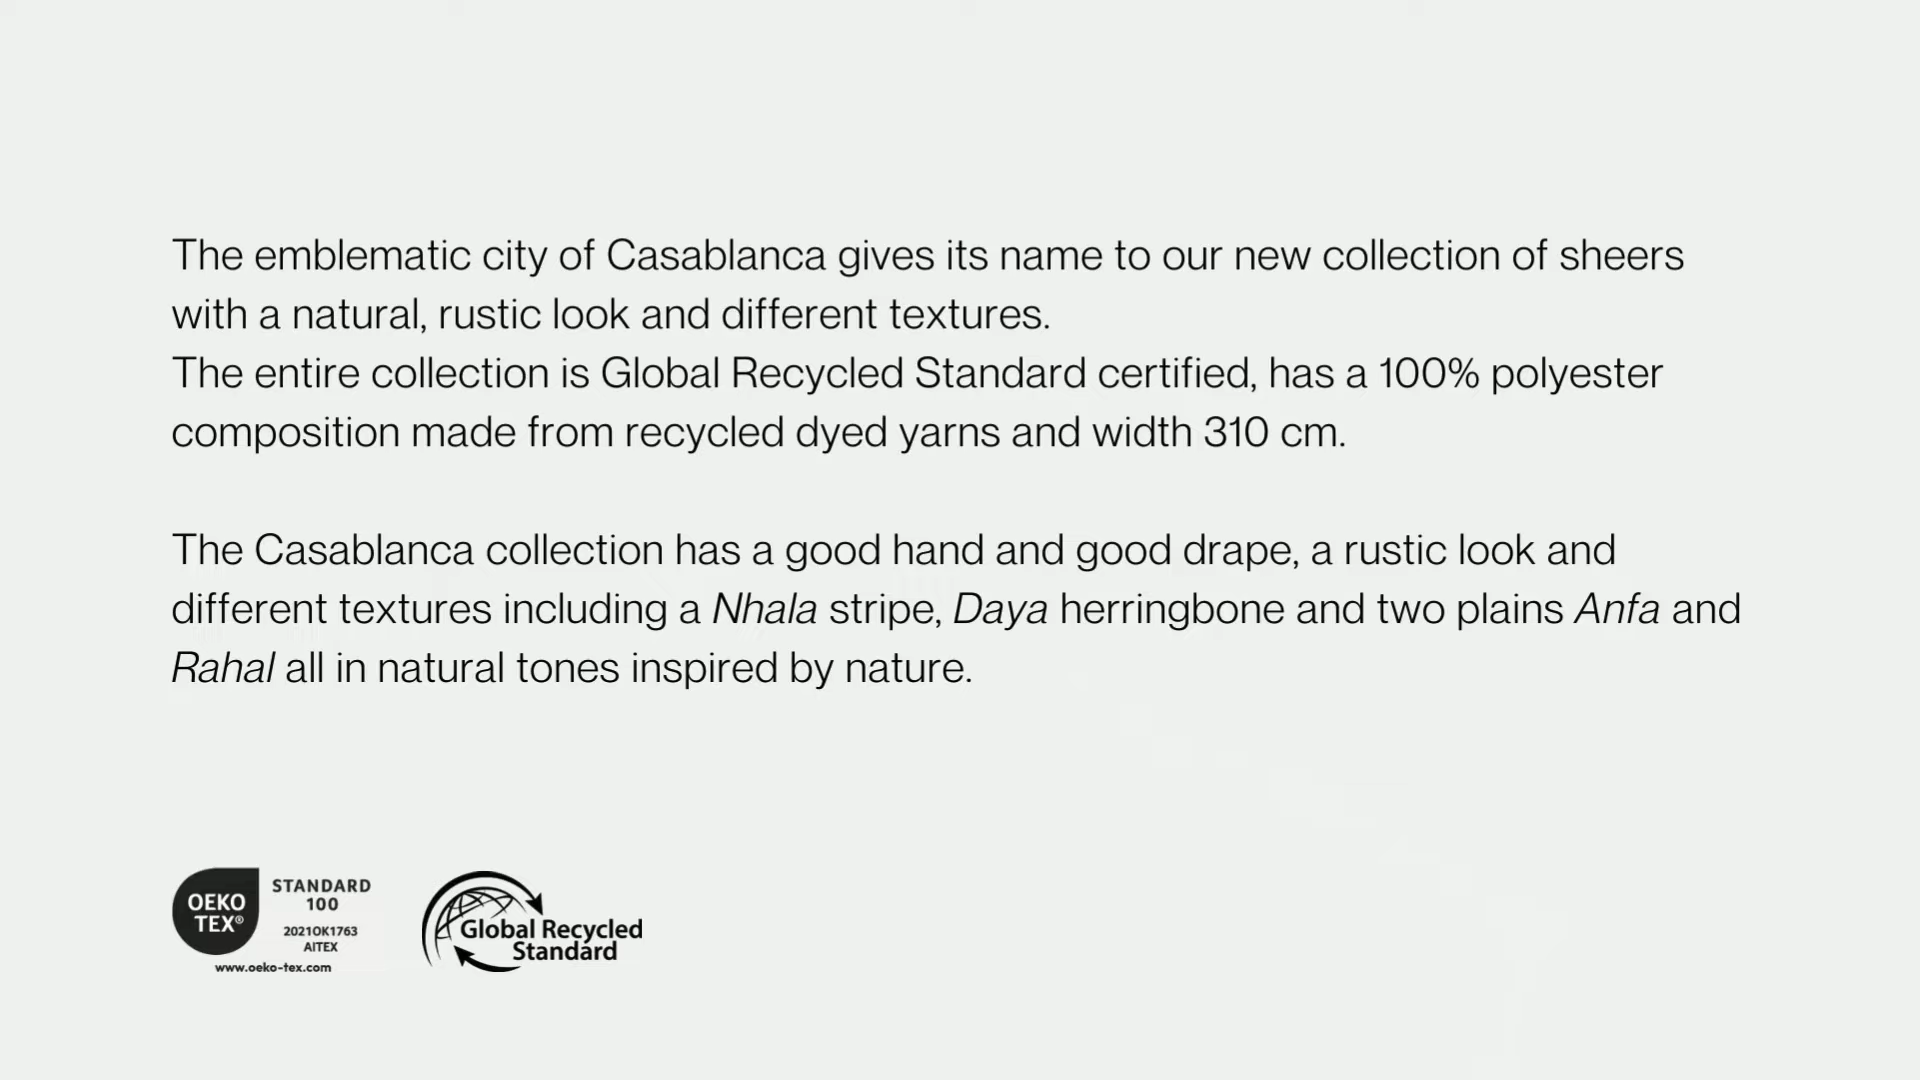 The emblematic city of Casablanca gives its name to our new collection of sheers
with a natural, rustic look and different textures.
The entire collection is Global Recycled Standard certified, has a 100% polyester
composition made from recycled dyed yarns and width 310 cm.
The Casablanca collection has a good hand and good drape, a rustic look and
different textures including a Nhala stripe, Daya herringbone and two plains Anfa and
Rahal all in natural tones inspired by nature.
OEKO
TEX®
STANDARD
100
2021OK1763
AITEX
www.oeko-tex.com
Global Recycled
Standard